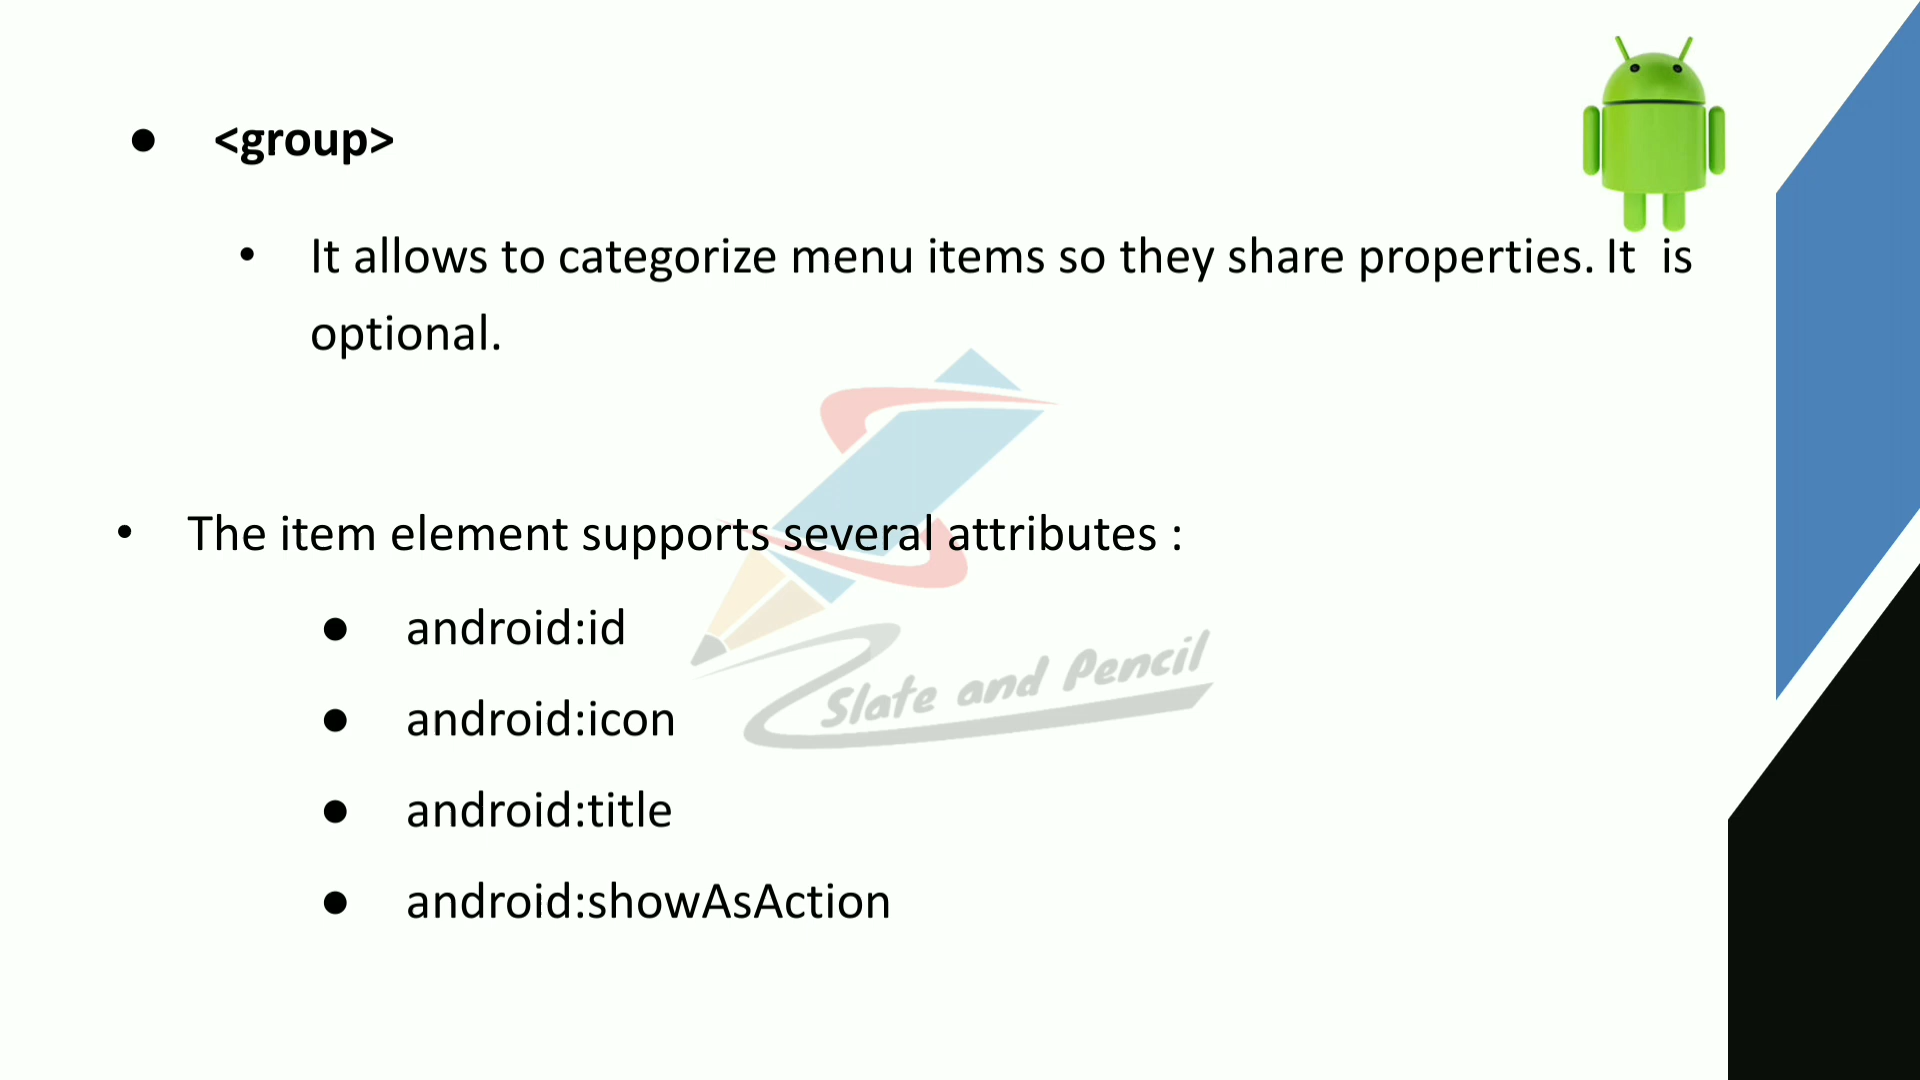 ● <group>
• It allows to categorize menu items so they share properties. It  is
optional.
• The item element supports several attributes :
● android:id
● android:icon
● android:title
● android:showAsAction
Slate and Pencil